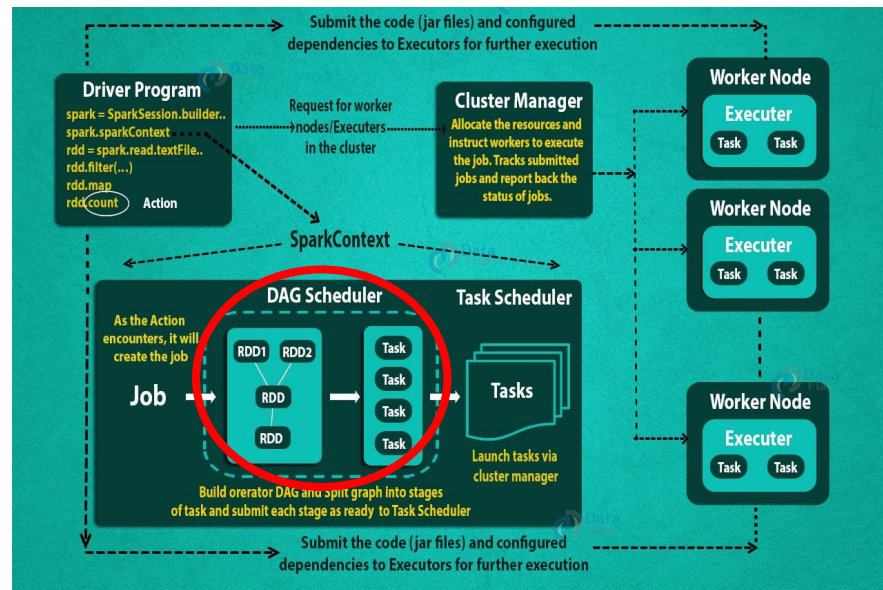 Submit the code (jar files) and configured
dependencies to Executors for further execution
Driver Program
spark = SparkSession.builder..
spark.sparkContext
rdd = spark.read.textFile..
rdd.filter(...)
rdd.map
rdd.count
Action
Request for worker
nodes/Executers
in the cluster
Cluster Manager
Allocate the resources and
instruct workers to execute
the job. Tracks submitted
jobs and report back the
status of jobs.
Worker Node
Executer
Task Task
Worker Node
Executer
Task Task
Worker Node
Executer
Task Task
SparkContext
DAG Scheduler
Task Scheduler
As the Action
encounters, it will
create the job
Job
RDD1 RDD2
RDD
RDD
Task
Task
Task
Task
Tasks
Launch tasks via
cluster manager
Build orerator DAG and Split graph into stages
of task and submit each stage as ready to Task Scheduler
Submit the code (jar files) and configured
dependencies to Executors for further execution
Data
Data
Data
Data